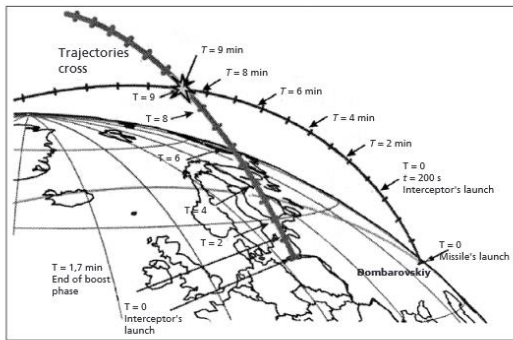 Trajectories
cross
T = 9 min
T = 8 min
T = 9
T = 6 min
T = 8
T = 4 min
T = 2 min
T = 6
T = 0
t = 200 s
Interceptor's launch
T = 4
T = 2
T = 0
Missile's launch
Dombarovskiy
T = 1,7 min
End of boost
phase
T = 0
Interceptor's
launch